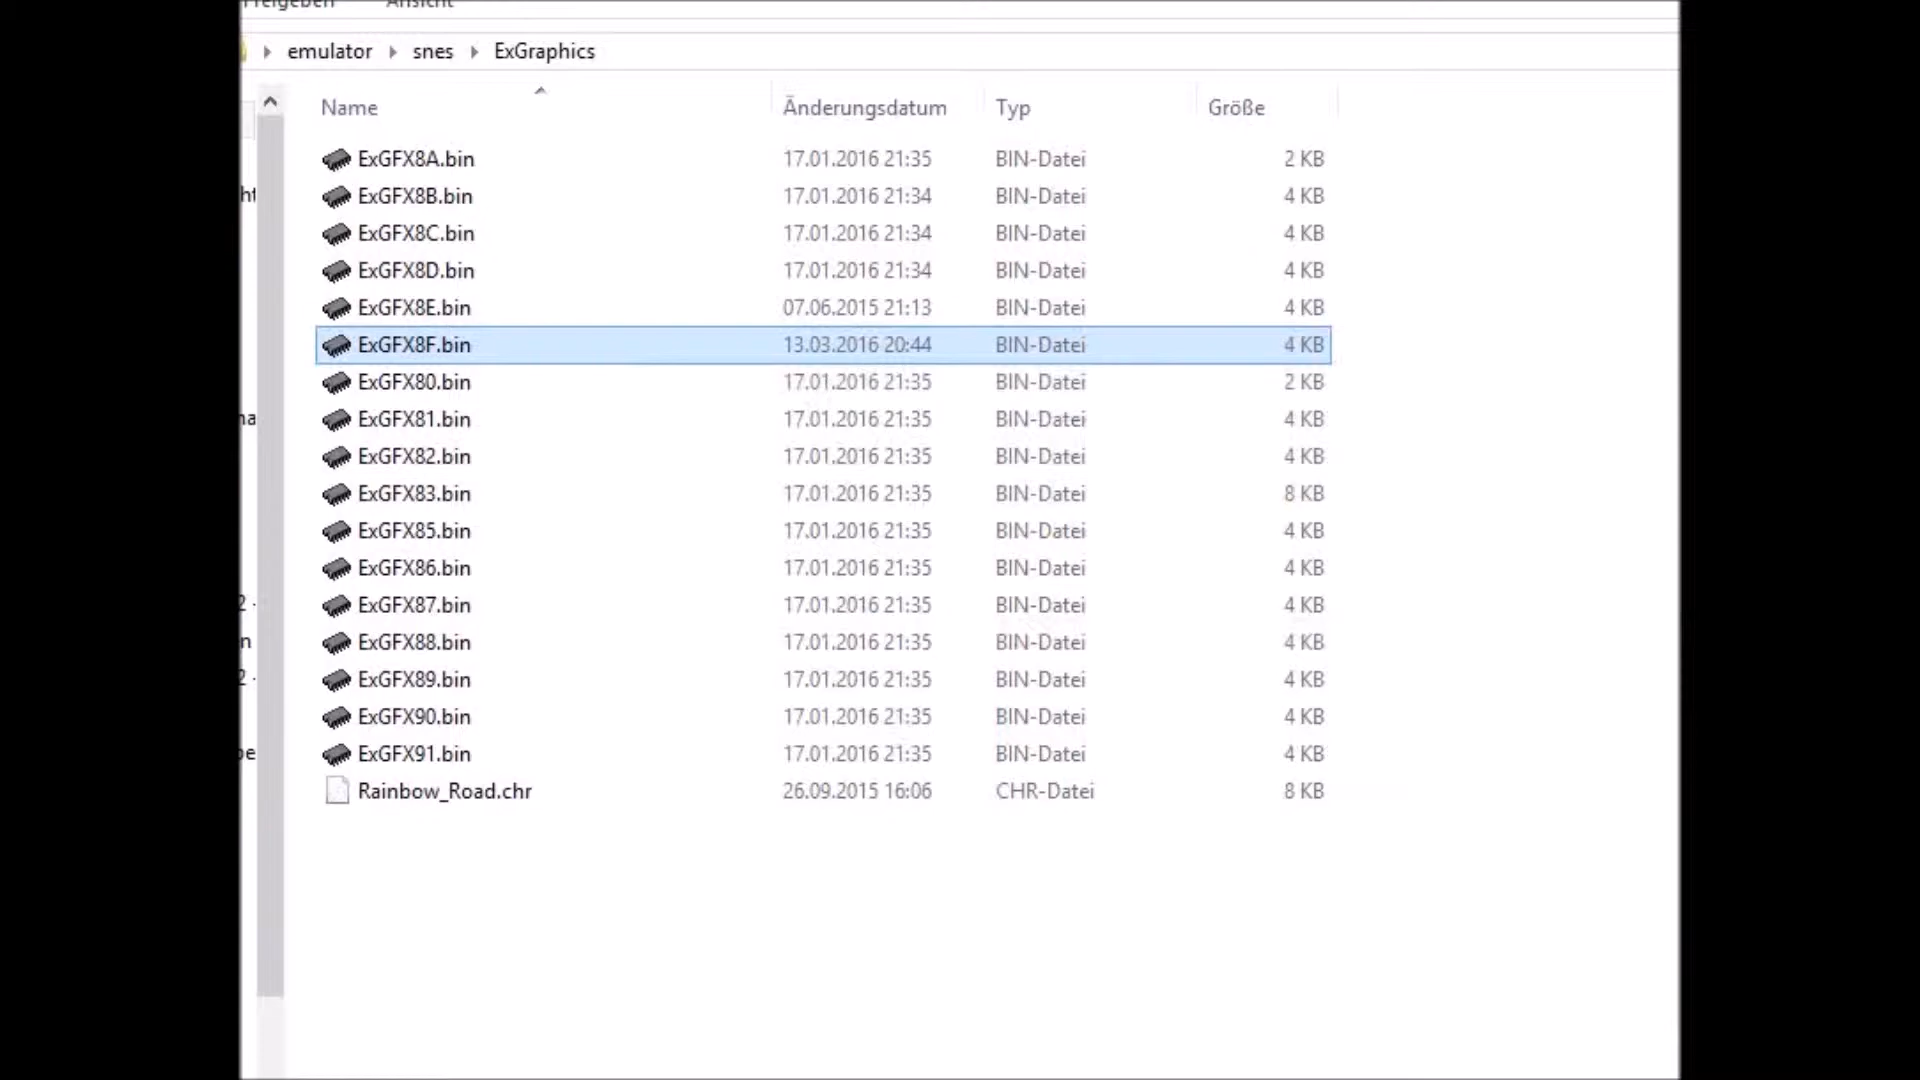 Freigeben Ansicht
emulator snes ExGraphics
Name Änderungsdatum Typ Größe
ExGFX8A.bin 17.01.2016 21:35 BIN-Datei 2 KB
ExGFX8B.bin 17.01.2016 21:34 BIN-Datei 4 KB
ExGFX8C.bin 17.01.2016 21:34 BIN-Datei 4 KB
ExGFX8D.bin 17.01.2016 21:34 BIN-Datei 4 KB
ExGFX8E.bin 07.06.2015 21:13 BIN-Datei 4 KB
ExGFX8F.bin 13.03.2016 20:44 BIN-Datei 4 KB
ExGFX80.bin 17.01.2016 21:35 BIN-Datei 2 KB
ExGFX81.bin 17.01.2016 21:35 BIN-Datei 4 KB
ExGFX82.bin 17.01.2016 21:35 BIN-Datei 4 KB
ExGFX83.bin 17.01.2016 21:35 BIN-Datei 8 KB
ExGFX85.bin 17.01.2016 21:35 BIN-Datei 4 KB
ExGFX86.bin 17.01.2016 21:35 BIN-Datei 4 KB
ExGFX87.bin 17.01.2016 21:35 BIN-Datei 4 KB
ExGFX88.bin 17.01.2016 21:35 BIN-Datei 4 KB
ExGFX89.bin 17.01.2016 21:35 BIN-Datei 4 KB
ExGFX90.bin 17.01.2016 21:35 BIN-Datei 4 KB
ExGFX91.bin 17.01.2016 21:35 BIN-Datei 4 KB
Rainbow_Road.chr 26.09.2015 16:06 CHR-Datei 8 KB